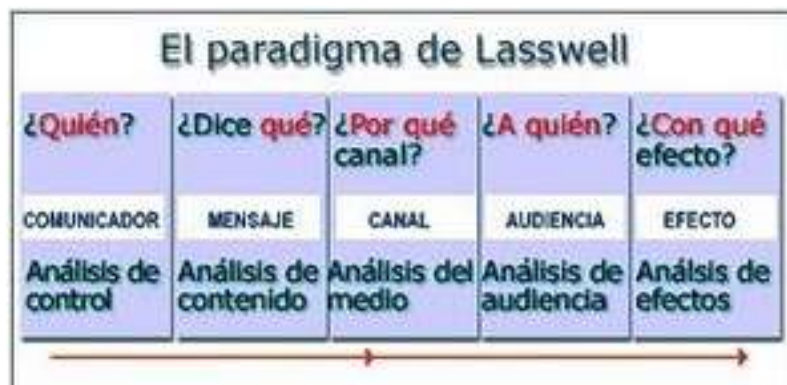 El paradigma de Lasswell
¿Quién?
¿Dice qué?
¿Por qué
canal?
¿A quién?
¿Con qué
efecto?
COMUNICADOR
MENSAJE
CANAL
AUDIENCIA
EFECTO
Análisis de
control
Análisis de
contenido
Análisis del
medio
Análisis de
audiencia
Análsis de
efectos